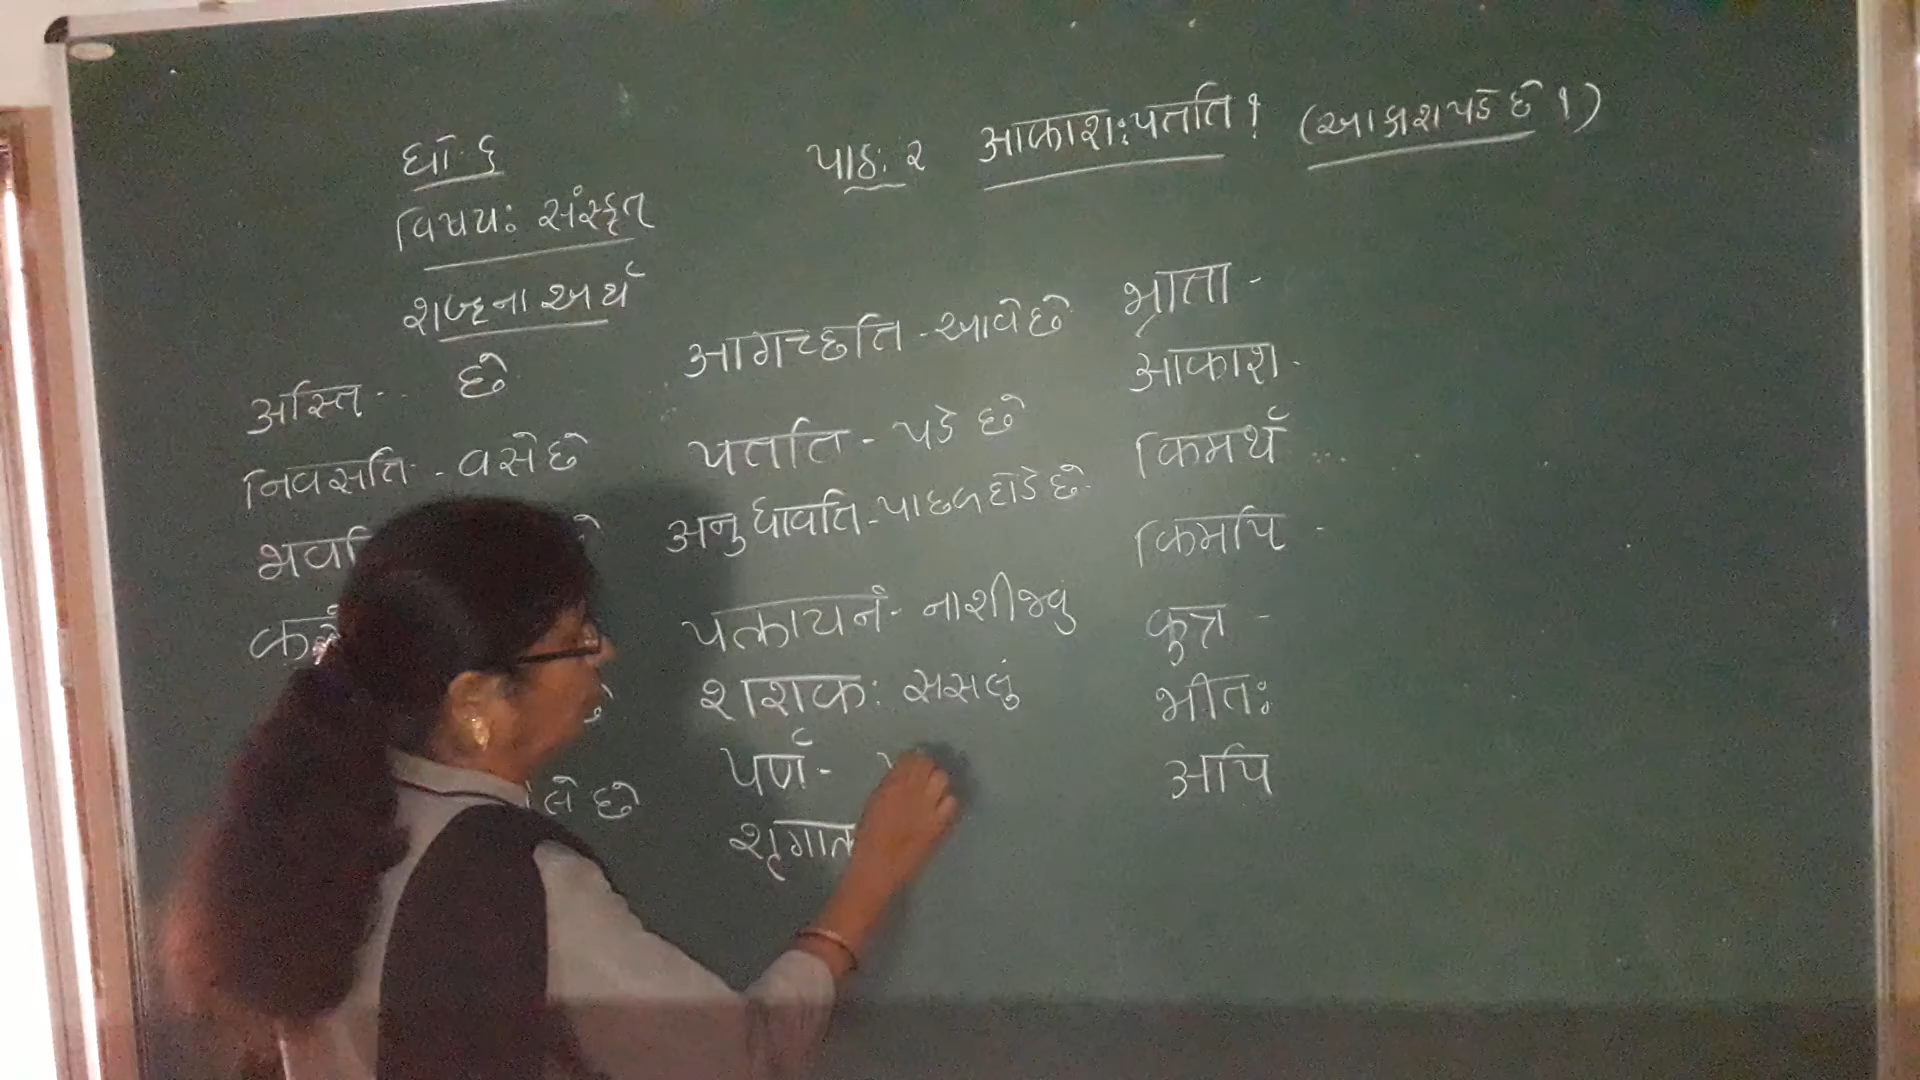 ધો. ૬
વિષય: સંસ્કૃત
શબ્દના અર્થ
પાઠ: ૨ आकाश: पतति ! (આકાશ પડે છે !)
अस्ति - છે
निवसति - વસે છે
લે છે
आगच्छति - આવે છે
पतति - પડે છે
अनुधावति - પાછળ દોડે છે
पलायनं - નાશી જવુ
शशक: સસલું
पर्णं -
भ्राता -
आकाश -
किमर्थं
किमपि -
कुत्र -
भीत:
अपि